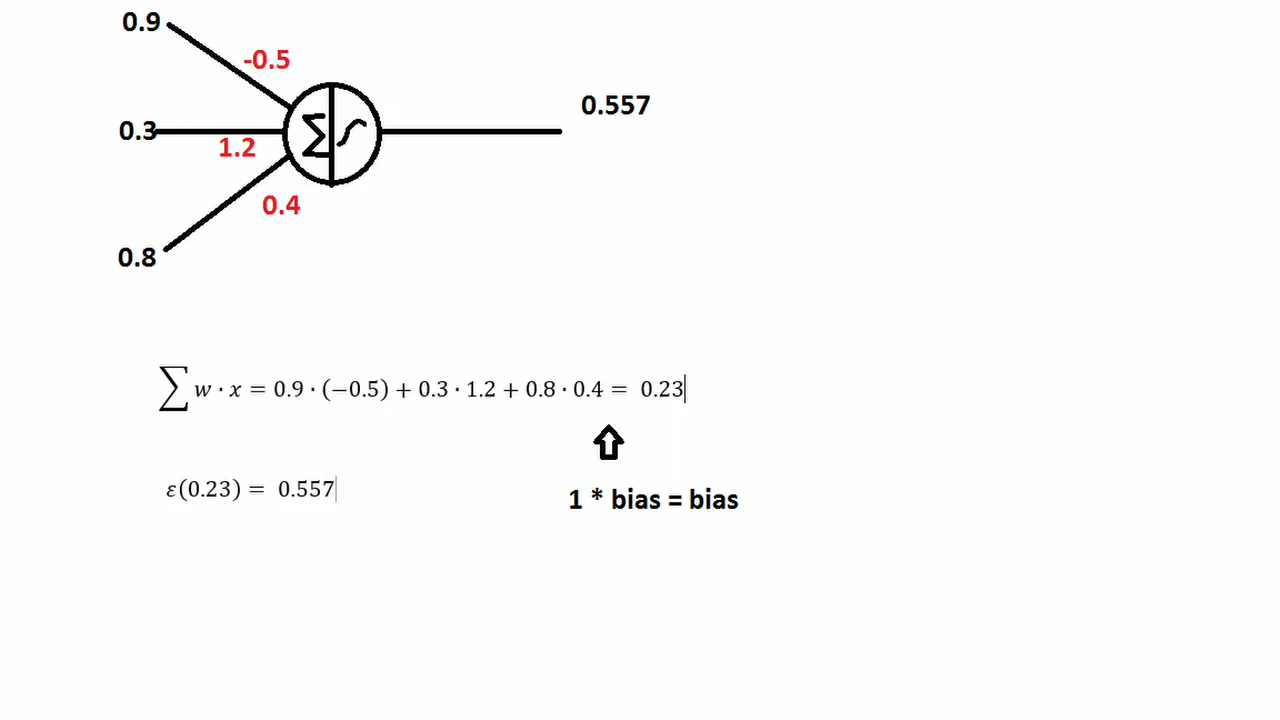 0.9
-0.5
0.557
0.3
1.2
∑ ∫
0.4
0.8
∑ w · x = 0.9 · (−0.5) + 0.3 · 1.2 + 0.8 · 0.4 = 0.23
ε(0.23) = 0.557
1 * bias = bias